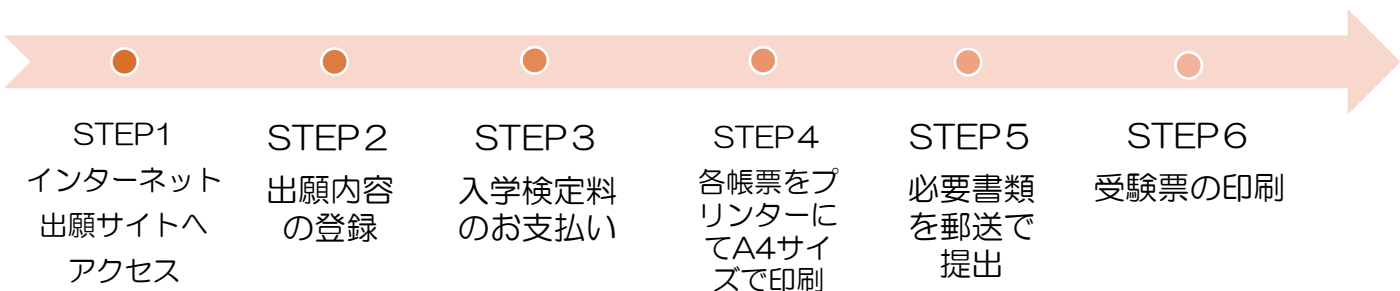 STEP1
インターネット
出願サイトへ
アクセス
STEP2
出願内容
の登録
STEP3
入学検定料
のお支払い
STEP4
各帳票をプ
リンターに
てA4サイ
ズで印刷
STEP5
必要書類
を郵送で
提出
STEP6
受験票の印刷